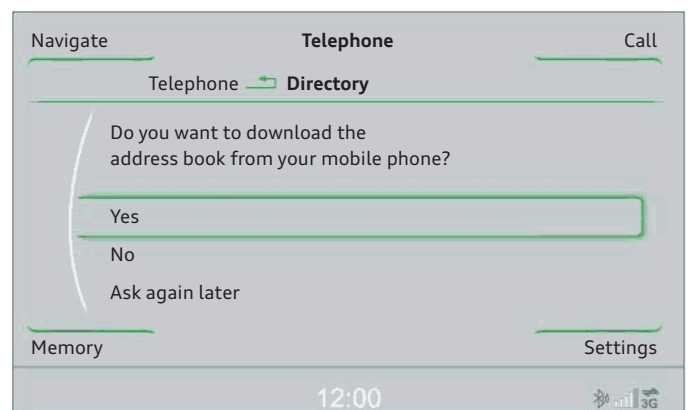 Navigate Telephone Call
Telephone Directory
Do you want to download the
address book from your mobile phone?
Yes
No
Ask again later
Memory Settings
12:00 3G